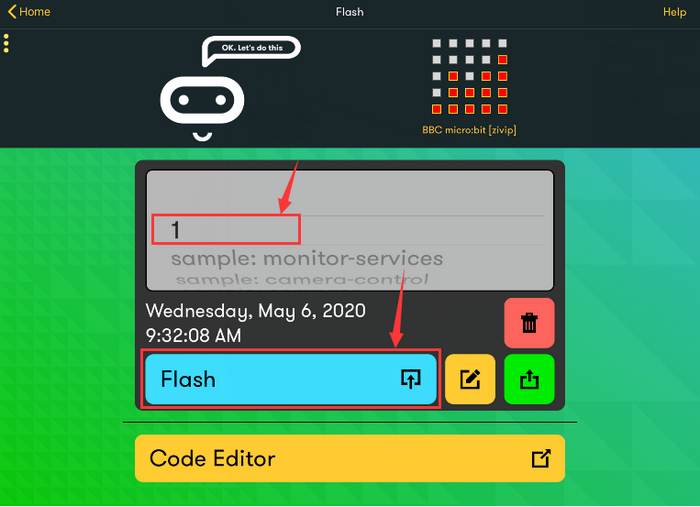 Home
Flash
Help
OK. Let's do this
BBC micro:bit [zivip]
1
sample: monitor-services
sample: camera-control
Wednesday, May 6, 2020
9:32:08 AM
Flash
Code Editor